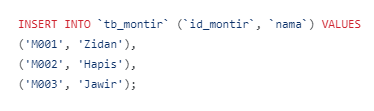 INSERT INTO `tb_montir` (`id_montir`, `nama`) VALUES
('M001', 'Zidan'),
('M002', 'Hapis'),
('M003', 'Jawir');